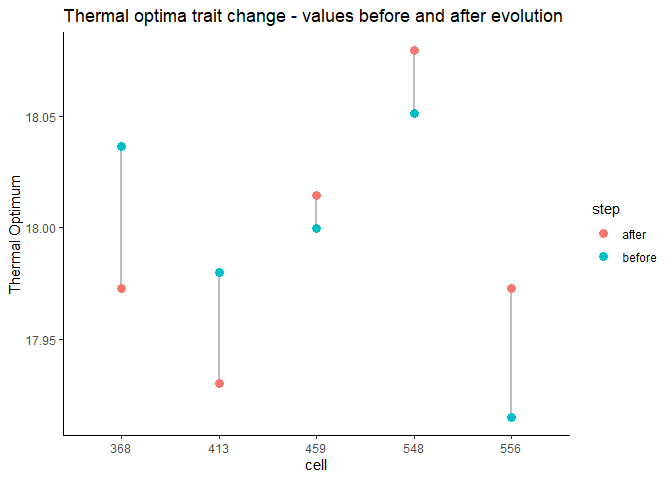 Thermal optima trait change - values before and after evolution
Thermal Optimum
18.05
18.00
17.95
368 413 459 548 556
cell
step
after
before